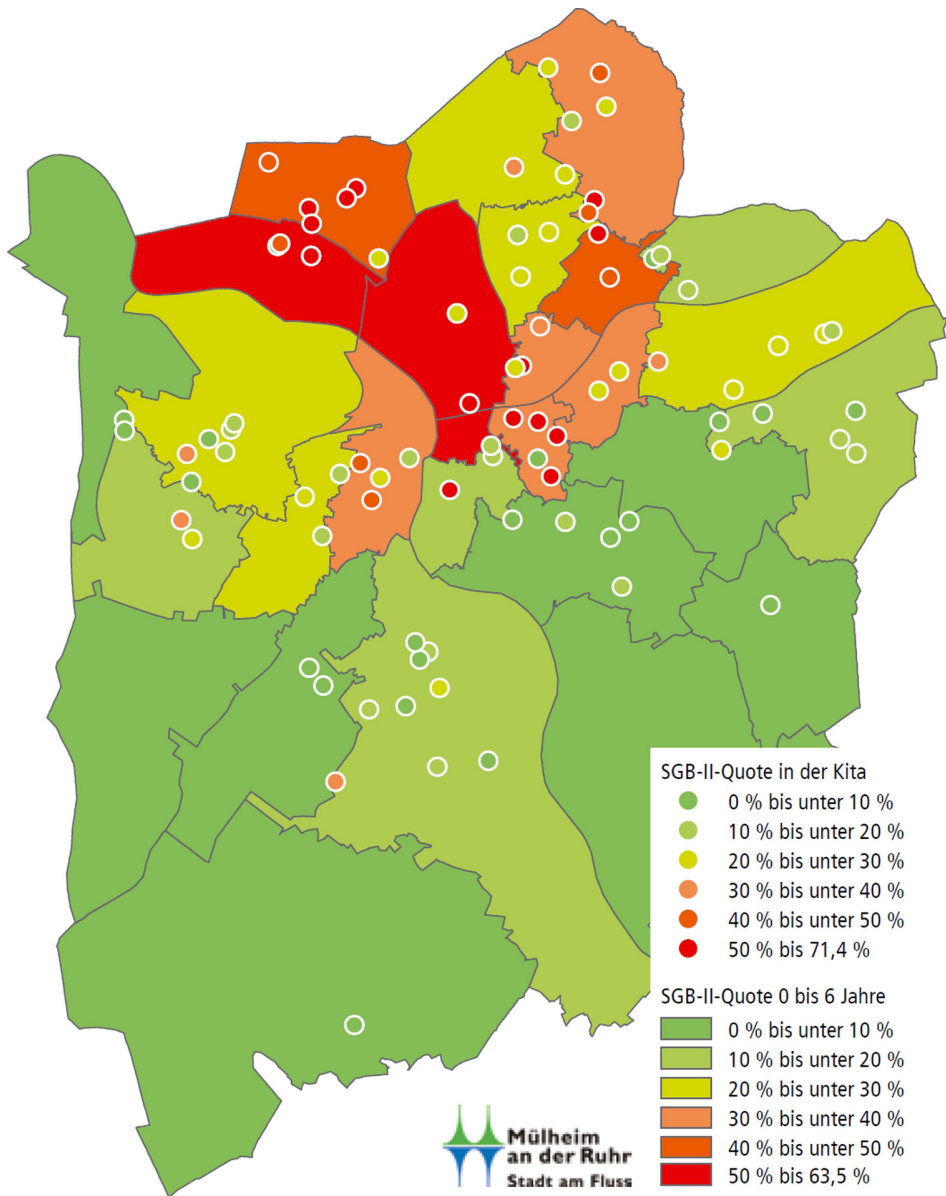 SGB-II-Quote in der Kita
0 % bis unter 10 %
10 % bis unter 20 %
20 % bis unter 30 %
30 % bis unter 40 %
40 % bis unter 50 %
50 % bis 71,4 %
SGB-II-Quote 0 bis 6 Jahre
0 % bis unter 10 %
10 % bis unter 20 %
20 % bis unter 30 %
30 % bis unter 40 %
40 % bis unter 50 %
50 % bis 63,5 %
Mülheim
an der Ruhr
Stadt am Fluss